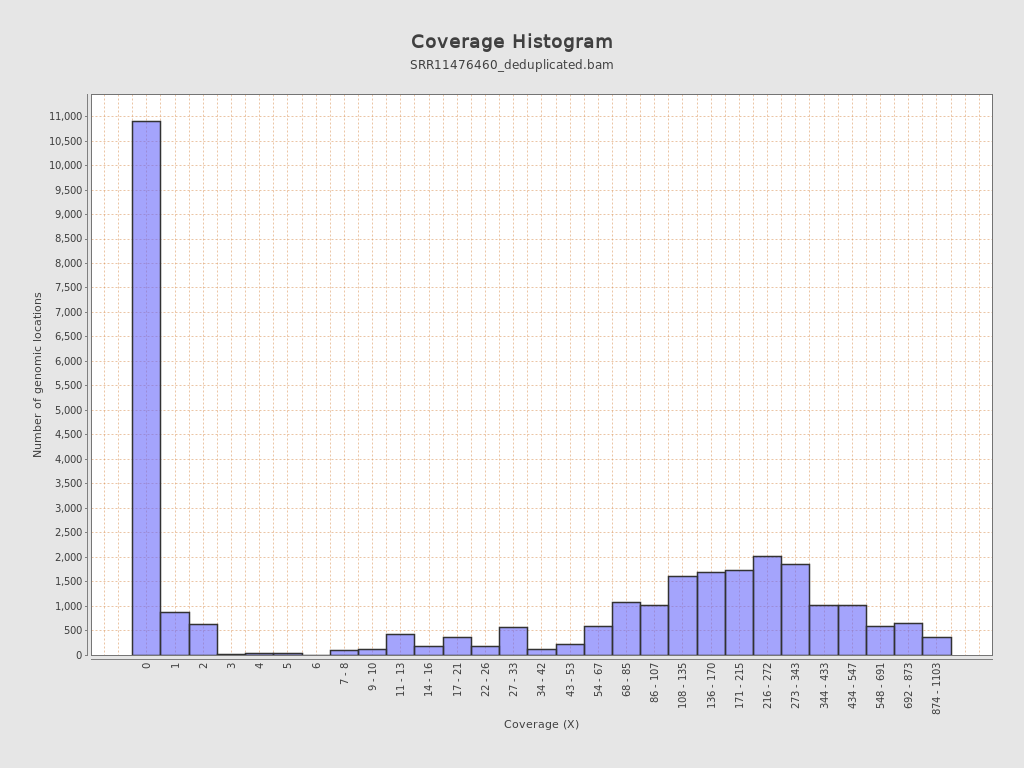 Coverage Histogram
SRR11476460_deduplicated.bam
Number of genomic locations
11,000
10,500
10,000
9,500
9,000
8,500
8,000
7,500
7,000
6,500
6,000
5,500
5,000
4,500
4,000
3,500
3,000
2,500
2,000
1,500
1,000
500
0
0
1
2
3
4
5
6
7 - 8
9 - 10
11 - 13
14 - 16
17 - 21
22 - 26
27 - 33
34 - 42
43 - 53
54 - 67
68 - 85
86 - 107
108 - 135
136 - 170
171 - 215
216 - 272
273 - 343
344 - 433
434 - 547
548 - 691
692 - 873
874 - 1103
Coverage (X)